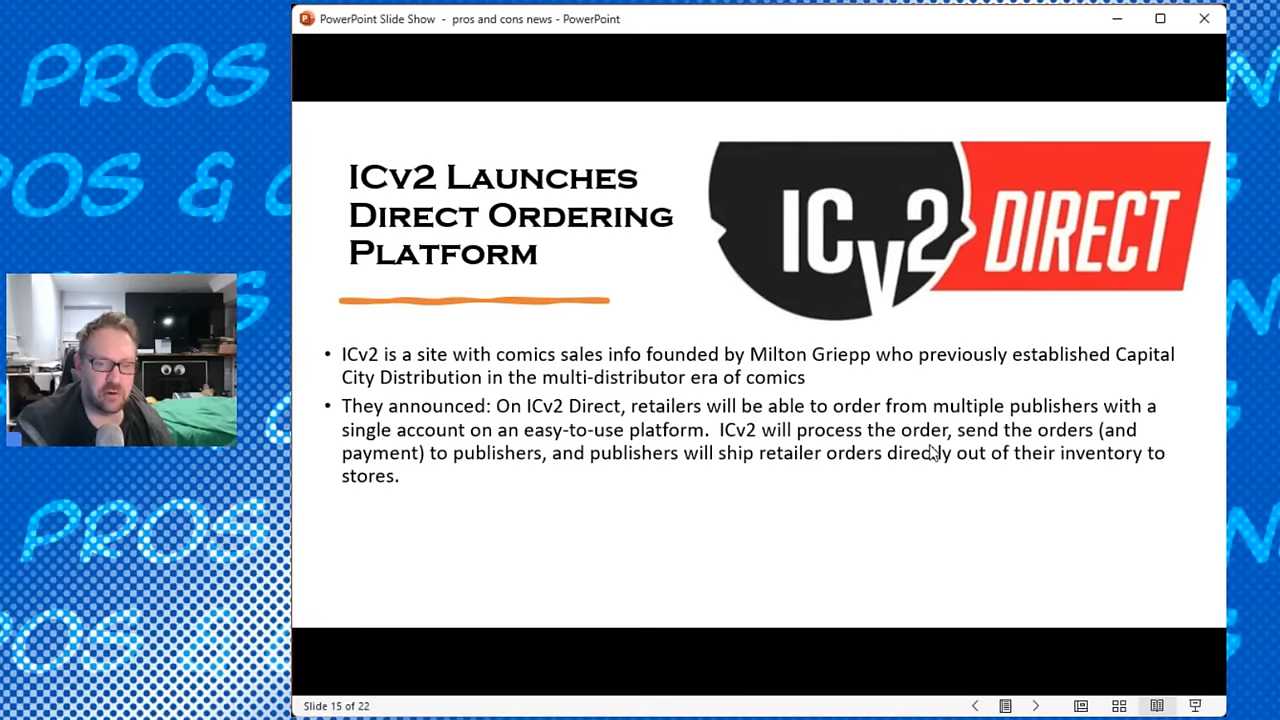 PowerPoint Slide Show - pros and cons news - PowerPoint
PROS
PROS &
PROS
ICv2 Launches
Direct Ordering
Platform
ICv2 DIRECT
• ICv2 is a site with comics sales info founded by Milton Griepp who previously established Capital
City Distribution in the multi-distributor era of comics
• They announced: On ICv2 Direct, retailers will be able to order from multiple publishers with a
single account on an easy-to-use platform. ICv2 will process the order, send the orders (and
payment) to publishers, and publishers will ship retailer orders directly out of their inventory to
stores.
Slide 15 of 22